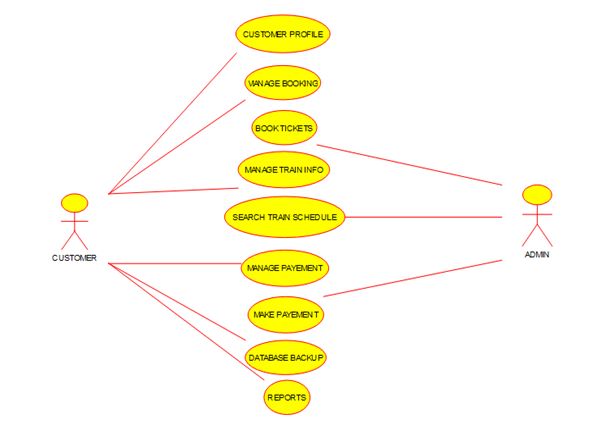 CUSTOMER PROFILE
MANAGE BOOKING
BOOK TICKETS
MANAGE TRAIN INFO
SEARCH TRAIN SCHEDULE
CUSTOMER
ADMIN
MANAGE PAYEMENT
MAKE PAYEMENT
DATABASE BACKUP
REPORTS